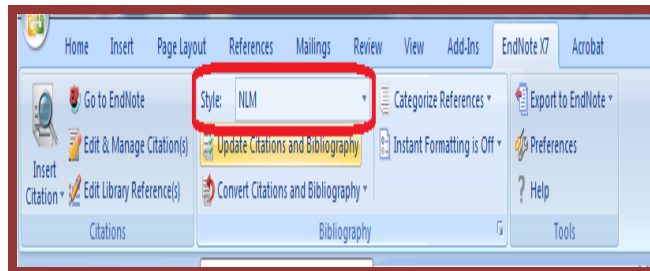 Home Insert Page Layout References Mailings Review View Add-Ins EndNote X7 Acrobat
Go to EndNote Style: NLM Categorize References Export to EndNote
Edit & Manage Citation(s) Update Citations and Bibliography Instant Formatting is Off Preferences
Insert
Citation Edit Library Reference(s) Convert Citations and Bibliography Help
Citations Bibliography Tools